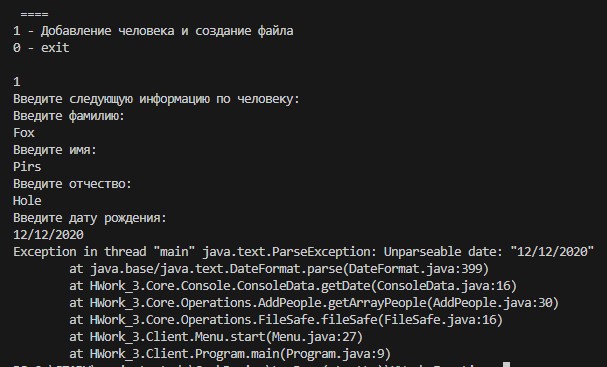 ====
1 - Добавление человека и создание файла
0 - exit
1
Введите следующую информацию по человеку:
Введите фамилию:
Fox
Введите имя:
Pirs
Введите отчество:
Hole
Введите дату рождения:
12/12/2020
Exception in thread "main" java.text.ParseException: Unparseable date: "12/12/2020"
at java.base/java.text.DateFormat.parse(DateFormat.java:399)
at HWork_3.Core.Console.ConsoleData.getDate(ConsoleData.java:16)
at HWork_3.Core.Operations.AddPeople.getArrayPeople(AddPeople.java:30)
at HWork_3.Core.Operations.FileSafe.fileSafe(FileSafe.java:16)
at HWork_3.Client.Menu.start(Menu.java:27)
at HWork_3.Client.Program.main(Program.java:9)